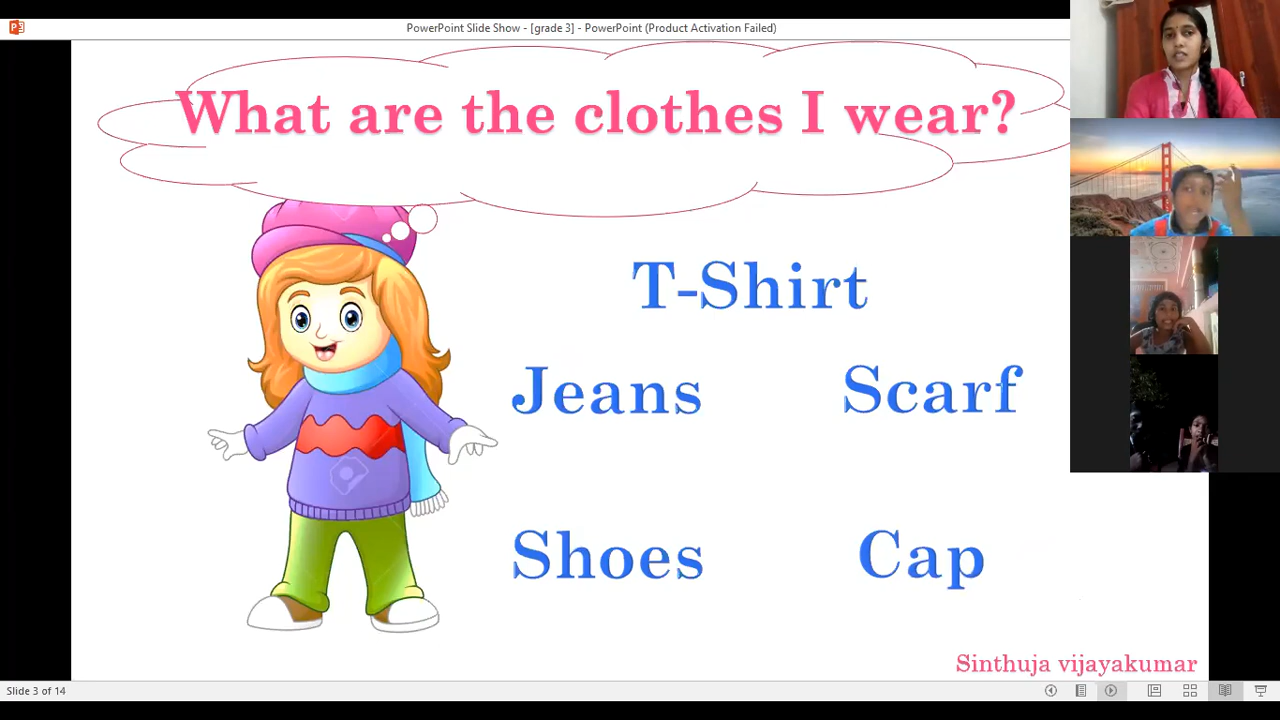 PowerPoint Slide Show - [grade 3] - PowerPoint (Product Activation Failed)
What are the clothes I wear?
T-Shirt
Jeans Scarf
Shoes Cap
Sinthuja vijayakumar
Slide 3 of 14